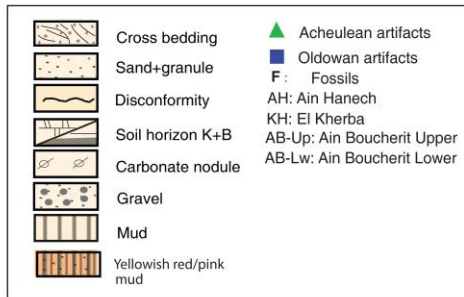 Cross bedding
Sand+granule
Disconformity
Soil horizon K+B
Carbonate nodule
Gravel
Mud
Yellowish red/pink
mud
Acheulean artifacts
Oldowan artifacts
F : Fossils
AH: Ain Hanech
KH: El Kherba
AB-Up: Ain Boucherit Upper
AB-Lw: Ain Boucherit Lower